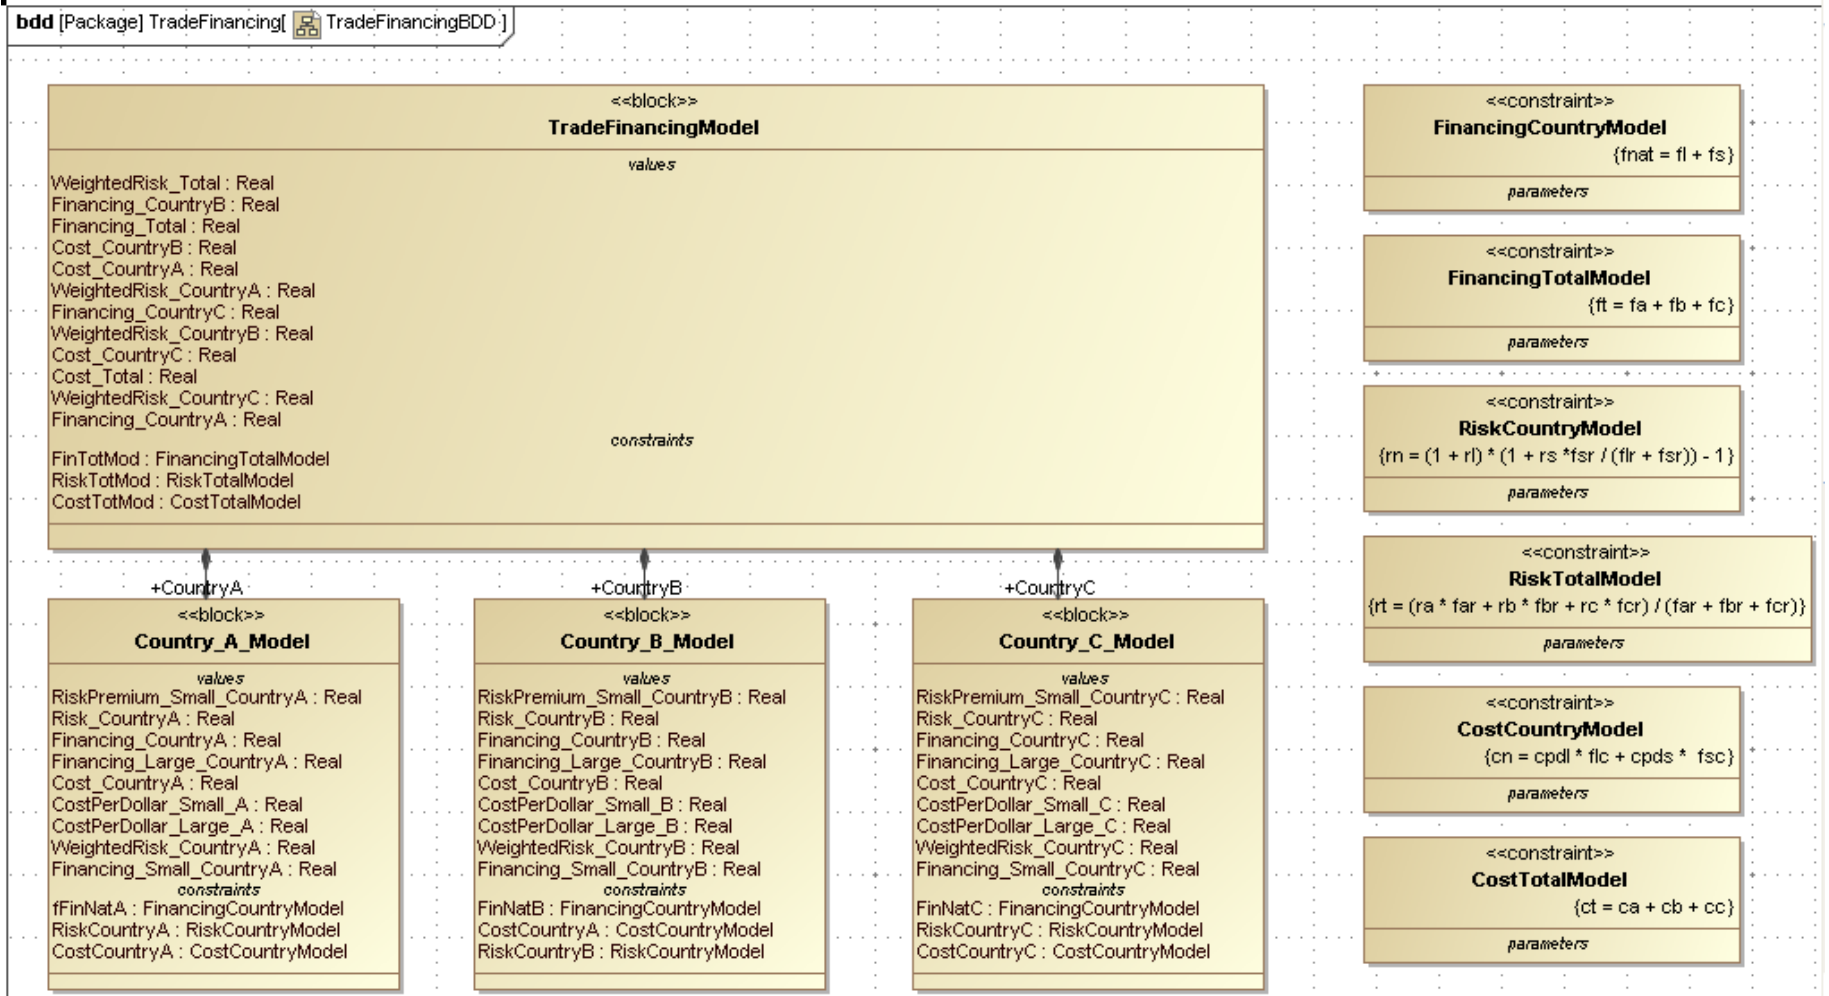 bdd [Package] TradeFinancing[ TradeFinancingBDD ]
<<block>>
TradeFinancingModel
values
WeightedRisk_Total : Real
Financing_CountryB : Real
Financing_Total : Real
Cost_CountryB : Real
Cost_CountryA : Real
WeightedRisk_CountryA : Real
Financing_CountryC : Real
WeightedRisk_CountryB : Real
Cost_CountryC : Real
Cost_Total : Real
WeightedRisk_CountryC : Real
Financing_CountryA : Real
constraints
FinTotMod : FinancingTotalModel
RiskTotMod : RiskTotalModel
CostTotMod : CostTotalModel
+CountryA
+CountryB
+CountryC
<<block>>
Country_A_Model
values
RiskPremium_Small_CountryA : Real
Risk_CountryA : Real
Financing_CountryA : Real
Financing_Large_CountryA : Real
Cost_CountryA : Real
CostPerDollar_Small_A : Real
CostPerDollar_Large_A : Real
WeightedRisk_CountryA : Real
Financing_Small_CountryA : Real
constraints
fFinNatA : FinancingCountryModel
RiskCountryA : RiskCountryModel
CostCountryA : CostCountryModel
<<block>>
Country_B_Model
values
RiskPremium_Small_CountryB : Real
Risk_CountryB : Real
Financing_CountryB : Real
Financing_Large_CountryB : Real
Cost_CountryB : Real
CostPerDollar_Small_B : Real
CostPerDollar_Large_B : Real
WeightedRisk_CountryB : Real
Financing_Small_CountryB : Real
constraints
FinNatB : FinancingCountryModel
CostCountryA : CostCountryModel
RiskCountryB : RiskCountryModel
<<block>>
Country_C_Model
values
RiskPremium_Small_CountryC : Real
Risk_CountryC : Real
Financing_CountryC : Real
Financing_Large_CountryC : Real
Cost_CountryC : Real
CostPerDollar_Small_C : Real
CostPerDollar_Large_C : Real
WeightedRisk_CountryC : Real
Financing_Small_CountryC : Real
constraints
FinNatC : FinancingCountryModel
RiskCountryC : RiskCountryModel
CostCountryC : CostCountryModel
<<constraint>>
FinancingCountryModel
{fnat = fl + fs}
parameters
<<constraint>>
FinancingTotalModel
{ft = fa + fb + fc}
parameters
<<constraint>>
RiskCountryModel
{rn = (1 + rl) * (1 + rs *fsr / (flr + fsr)) - 1}
parameters
<<constraint>>
RiskTotalModel
{rt = (ra * far + rb * fbr + rc * fcr) / (far + fbr + fcr)}
parameters
<<constraint>>
CostCountryModel
{cn = cpdl * flc + cpds * fsc}
parameters
<<constraint>>
CostTotalModel
{ct = ca + cb + cc}
parameters